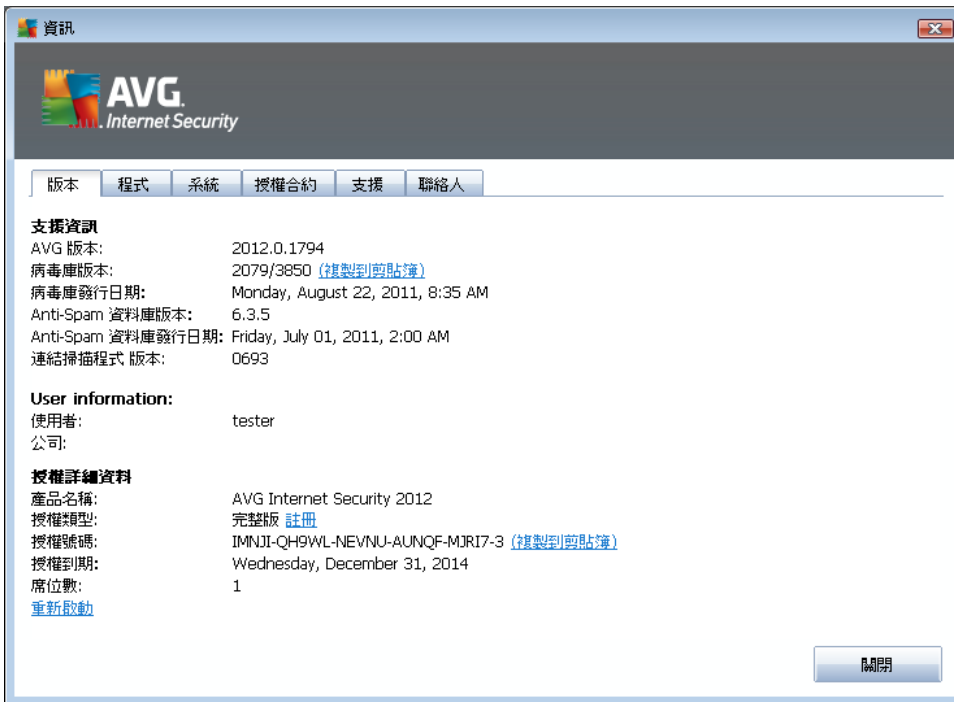 資訊
AVG.
Internet Security
版本 程式 系統 授權合約 支援 聯絡人
支援資訊
AVG 版本: 2012.0.1794
病毒庫版本: 2079/3850 (複製到剪貼簿)
病毒庫發行日期: Monday, August 22, 2011, 8:35 AM
Anti-Spam 資料庫版本: 6.3.5
Anti-Spam 資料庫發行日期: Friday, July 01, 2011, 2:00 AM
連結掃描程式 版本: 0693
User information:
使用者: tester
公司:
授權詳細資料
產品名稱: AVG Internet Security 2012
授權類型: 完整版 註冊
授權號碼: IMNJI-QH9WL-NEVNU-AUNQF-MJRI7-3 (複製到剪貼簿)
授權到期: Wednesday, December 31, 2014
席位數: 1
重新啟動
關閉